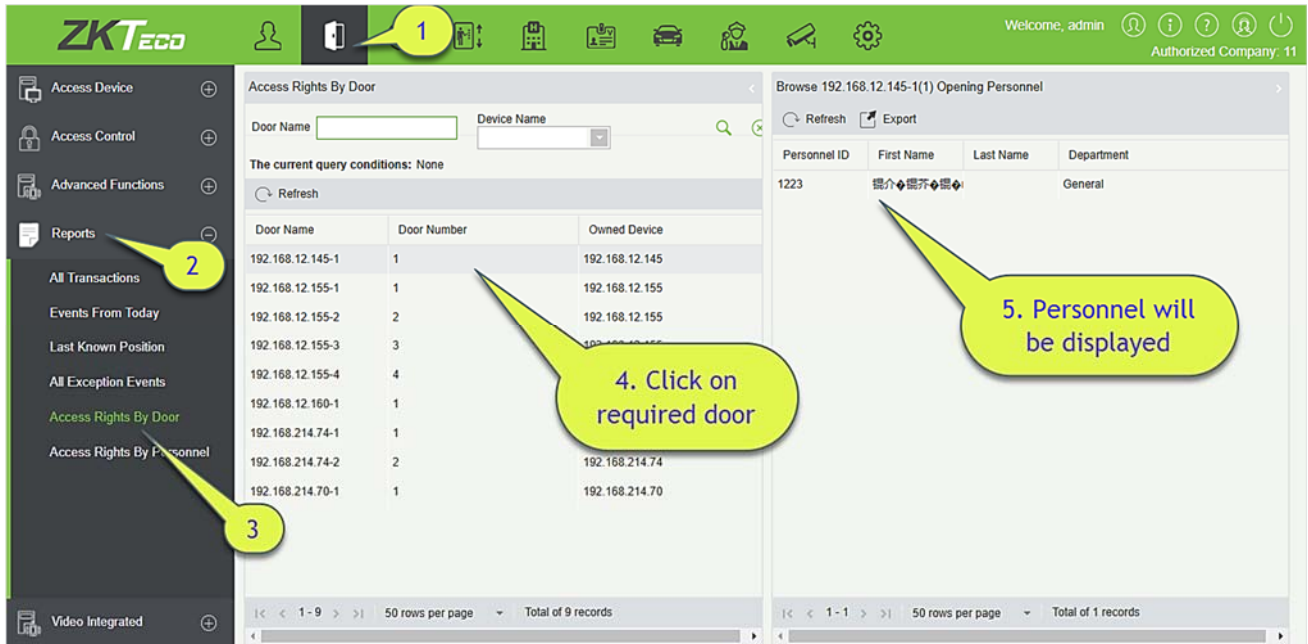 ZKTECO
1
Welcome, admin
Authorized Company: 11
Access Device
Access Control
Advanced Functions
Reports
2
All Transactions
Events From Today
Last Known Position
All Exception Events
Access Rights By Door
Access Rights By Personnel
3
Video Integrated
Access Rights By Door
Door Name
Device Name
The current query conditions: None
Refresh
Door Name Door Number Owned Device
192.168.12.145-1 1 192.168.12.145
192.168.12.155-1 1 192.168.12.155
192.168.12.155-2 2 192.168.12.155
192.168.12.155-3 3
192.168.12.155-4 4
192.168.12.160-1 1
192.168.214.74-1 1
192.168.214.74-2 2 192.168.214.74
192.168.214.70-1 1 192.168.214.70
4. Click on
required door
1 - 9 50 rows per page Total of 9 records
Browse 192.168.12.145-1(1) Opening Personnel
Refresh Export
Personnel ID First Name Last Name Department
1223 General
5. Personnel will
be displayed
1 - 1 50 rows per page Total of 1 records